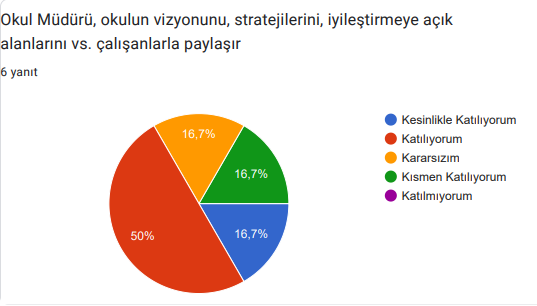 Okul Müdürü, okulun vizyonunu, stratejilerini, iyileştirmeye açık
alanlarını vs. çalışanlarla paylaşır
6 yanıt
16,7%
16,7%
50%
16,7%
Kesinlikle Katılıyorum
Katılıyorum
Kararsızım
Kısmen Katılıyorum
Katılmıyorum